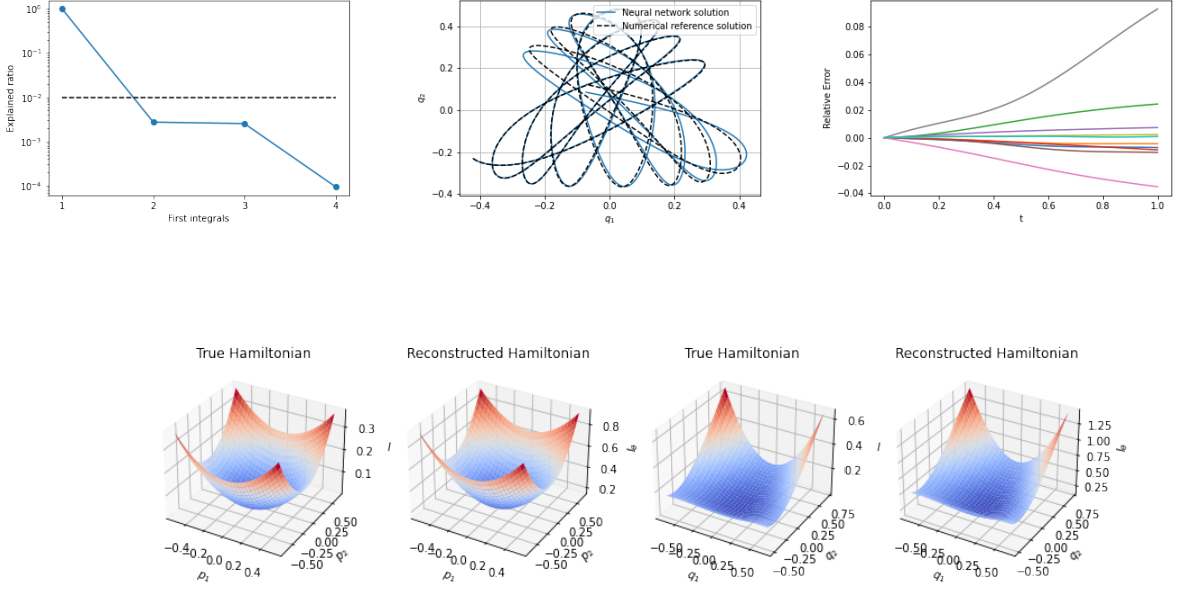 10⁰
10⁻¹
10⁻²
10⁻³
10⁻⁴
Explained ratio
1 2 3 4
First integrals
Neural network solution
Numerical reference solution
0.4
0.2
0.0
−0.2
−0.4
q₂
−0.4 −0.2 0.0 0.2 0.4
q₁
0.08
0.06
0.04
0.02
0.00
−0.02
−0.04
Relative Error
0.0 0.2 0.4 0.6 0.8 1.0
t
True Hamiltonian
0.3
0.2
0.1
I
−0.4 −0.2 0.0 0.2 0.4
p₁
−0.50 −0.25 0.00 0.25 0.50
p₂
Reconstructed Hamiltonian
0.8
0.6
0.4
0.2
I_θ
−0.4 −0.2 0.0 0.2 0.4
p₁
−0.50 −0.25 0.00 0.25 0.50
p₂
True Hamiltonian
0.6
0.4
0.2
I
−0.50 −0.25 0.00 0.25 0.50
q₁
−0.50 −0.25 0.00 0.25 0.50 0.75
q₂
Reconstructed Hamiltonian
1.25
1.00
0.75
0.50
0.25
I_θ
−0.50 −0.25 0.00 0.25 0.50
q₁
−0.50 −0.25 0.00 0.25 0.50 0.75
q₂